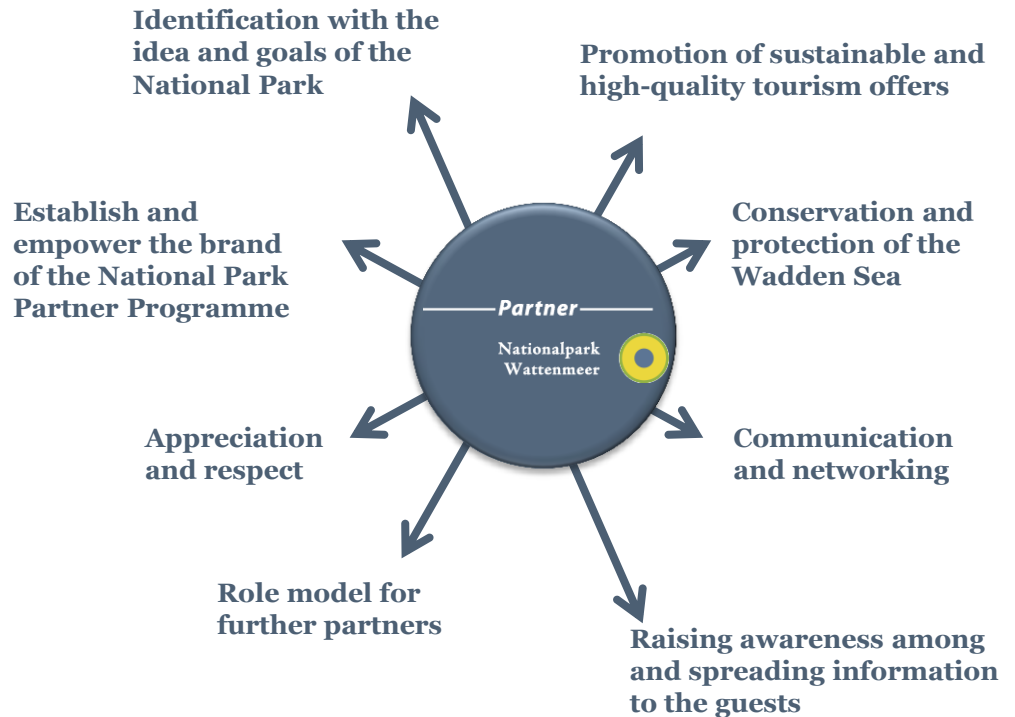 Identification with the
idea and goals of the
National Park
Promotion of sustainable and
high-quality tourism offers
Establish and
empower the brand
of the National Park
Partner Programme
Conservation and
protection of the
Wadden Sea
Partner
Nationalpark
Wattenmeer
Appreciation
and respect
Communication
and networking
Role model for
further partners
Raising awareness among
and spreading information
to the guests